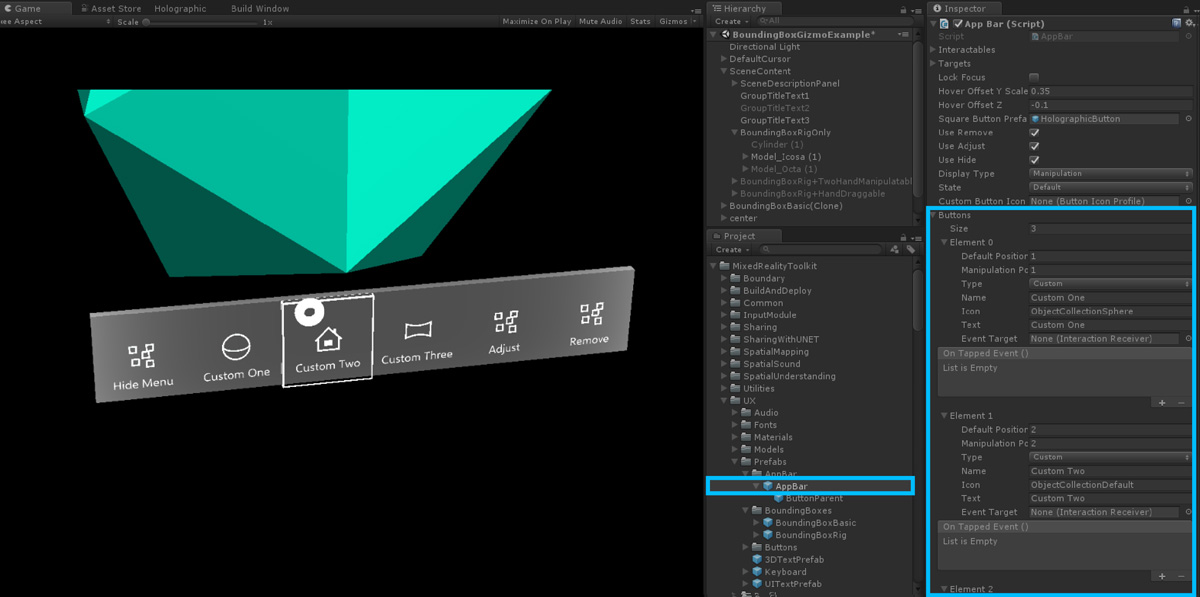 Game
Asset Store
Holographic
Build Window
Scale
1x
Maximize On Play
Mute Audio
Stats
Gizmos
Hide Menu
Custom One
Custom Two
Custom Three
Adjust
Remove
Hierarchy
Create
All
BoundingBoxGizmoExample*
Directional Light
DefaultCursor
SceneContent
SceneDescriptionPanel
GroupTitleText1
GroupTitleText2
GroupTitleText3
BoundingBoxRigOnly
Cylinder (1)
Model_Icosa (1)
Model_Octa (1)
BoundingBoxRig+TwoHandManipulatabl
BoundingBoxRig+HandDraggable
BoundingBoxBasic(Clone)
center
Project
Create
MixedRealityToolkit
Boundary
BuildAndDeploy
Common
InputModule
Sharing
SharingWithUNET
SpatialMapping
SpatialSound
SpatialUnderstanding
Utilities
UX
Audio
Fonts
Materials
Models
Prefabs
AppBar
AppBar
ButtonParent
BoundingBoxes
BoundingBoxBasic
BoundingBoxRig
Buttons
3DTextPrefab
Keyboard
UITextPrefab
Inspector
App Bar (Script)
Script AppBar
Interactables
Targets
Lock Focus
Hover Offset Y Scale 0.35
Hover Offset Z -0.1
Square Button Prefa HolographicButton
Use Remove
Use Adjust
Use Hide
Display Type Manipulation
State Default
Custom Button Icon None (Button Icon Profile)
Buttons
Size 3
Element 0
Default Position 1
Manipulation Pc 1
Type Custom
Name Custom One
Icon ObjectCollectionSphere
Text Custom One
Event Target None (Interaction Receiver)
On Tapped Event ()
List is Empty
+ −
Element 1
Default Position 2
Manipulation Pc 2
Type Custom
Name Custom Two
Icon ObjectCollectionDefault
Text Custom Two
Event Target None (Interaction Receiver)
On Tapped Event ()
List is Empty
+ −
Element 2